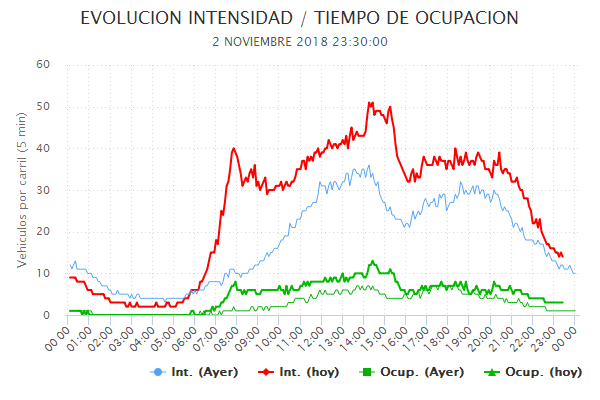 EVOLUCION INTENSIDAD / TIEMPO DE OCUPACION
2 NOVIEMBRE 2018 23:30:00
Vehiculos por carril (5 min)
60
50
40
30
20
10
0
00:00 01:00 02:00 03:00 04:00 05:00 06:00 07:00 08:00 09:00 10:00 11:00 12:00 13:00 14:00 15:00 16:00 17:00 18:00 19:00 20:00 21:00 22:00 23:00 00:00
Int. (Ayer) Int. (hoy) Ocup. (Ayer) Ocup. (hoy)